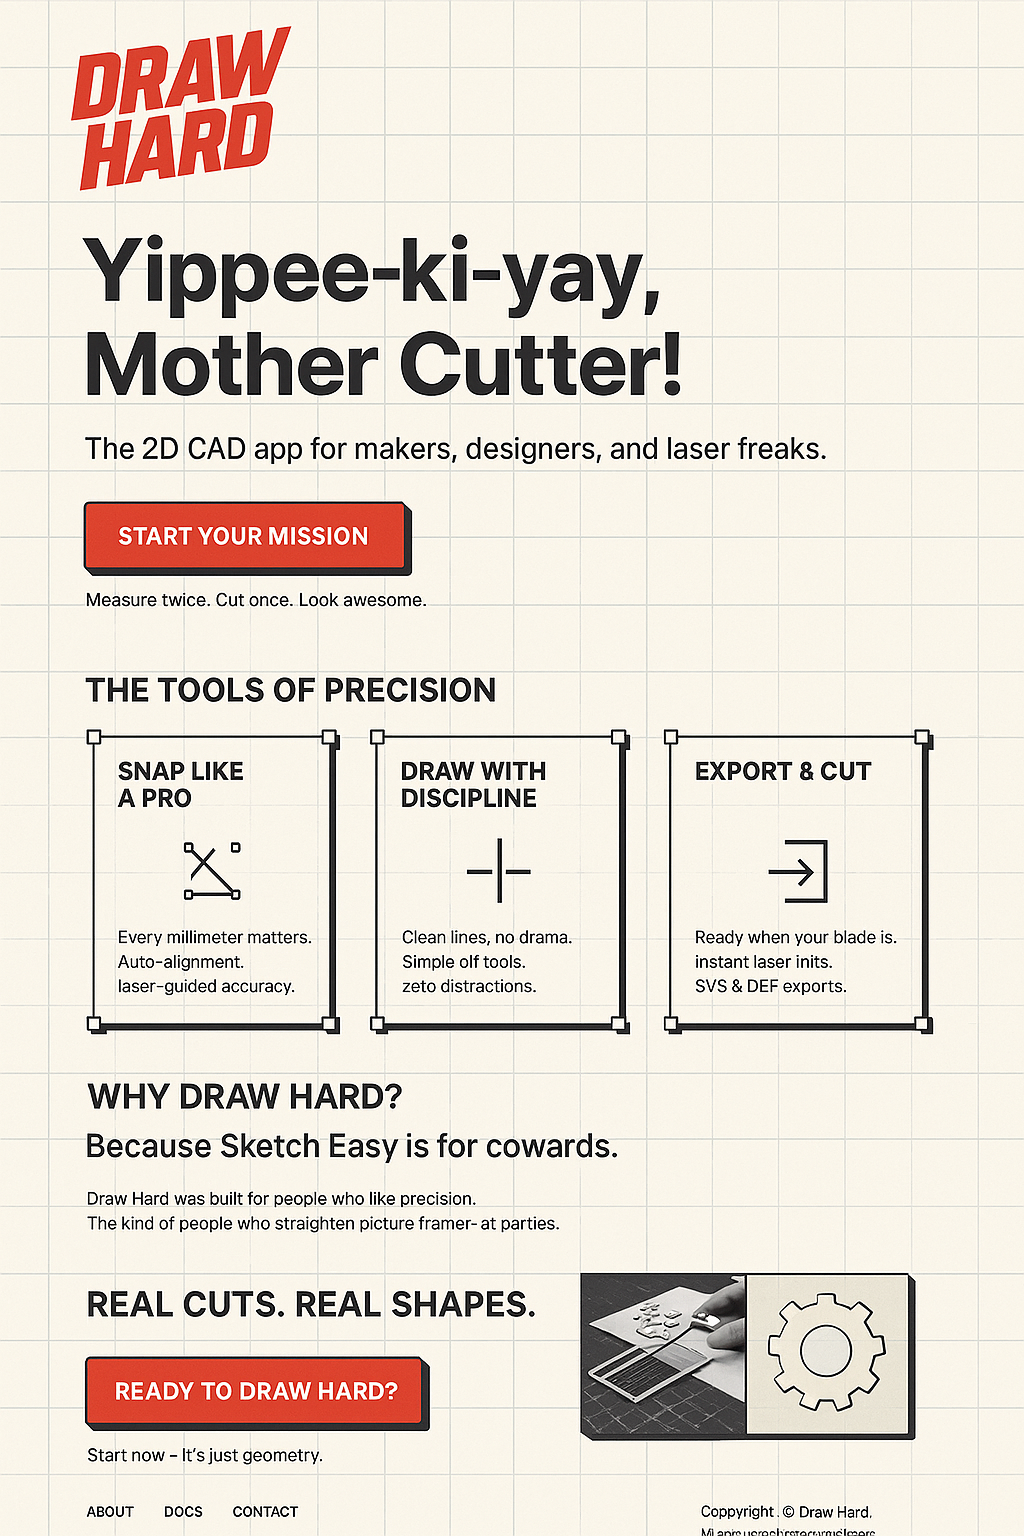 DRAW
HARD
Yippee-ki-yay,
Mother Cutter!
The 2D CAD app for makers, designers, and laser freaks.
START YOUR MISSION
Measure twice. Cut once. Look awesome.
THE TOOLS OF PRECISION
SNAP LIKE
A PRO
Every millimeter matters.
Auto-alignment.
laser-guided accuracy.
DRAW WITH
DISCIPLINE
Clean lines, no drama.
Simple olf tools.
zeto distractions.
EXPORT & CUT
Ready when your blade is.
instant laser inits.
SVS & DEF exports.
WHY DRAW HARD?
Because Sketch Easy is for cowards.
Draw Hard was built for people who like precision.
The kind of people who straighten picture framer- at parties.
REAL CUTS. REAL SHAPES.
READY TO DRAW HARD?
Start now – It's just geometry.
ABOUT DOCS CONTACT
Coppyright . © Draw Hard.